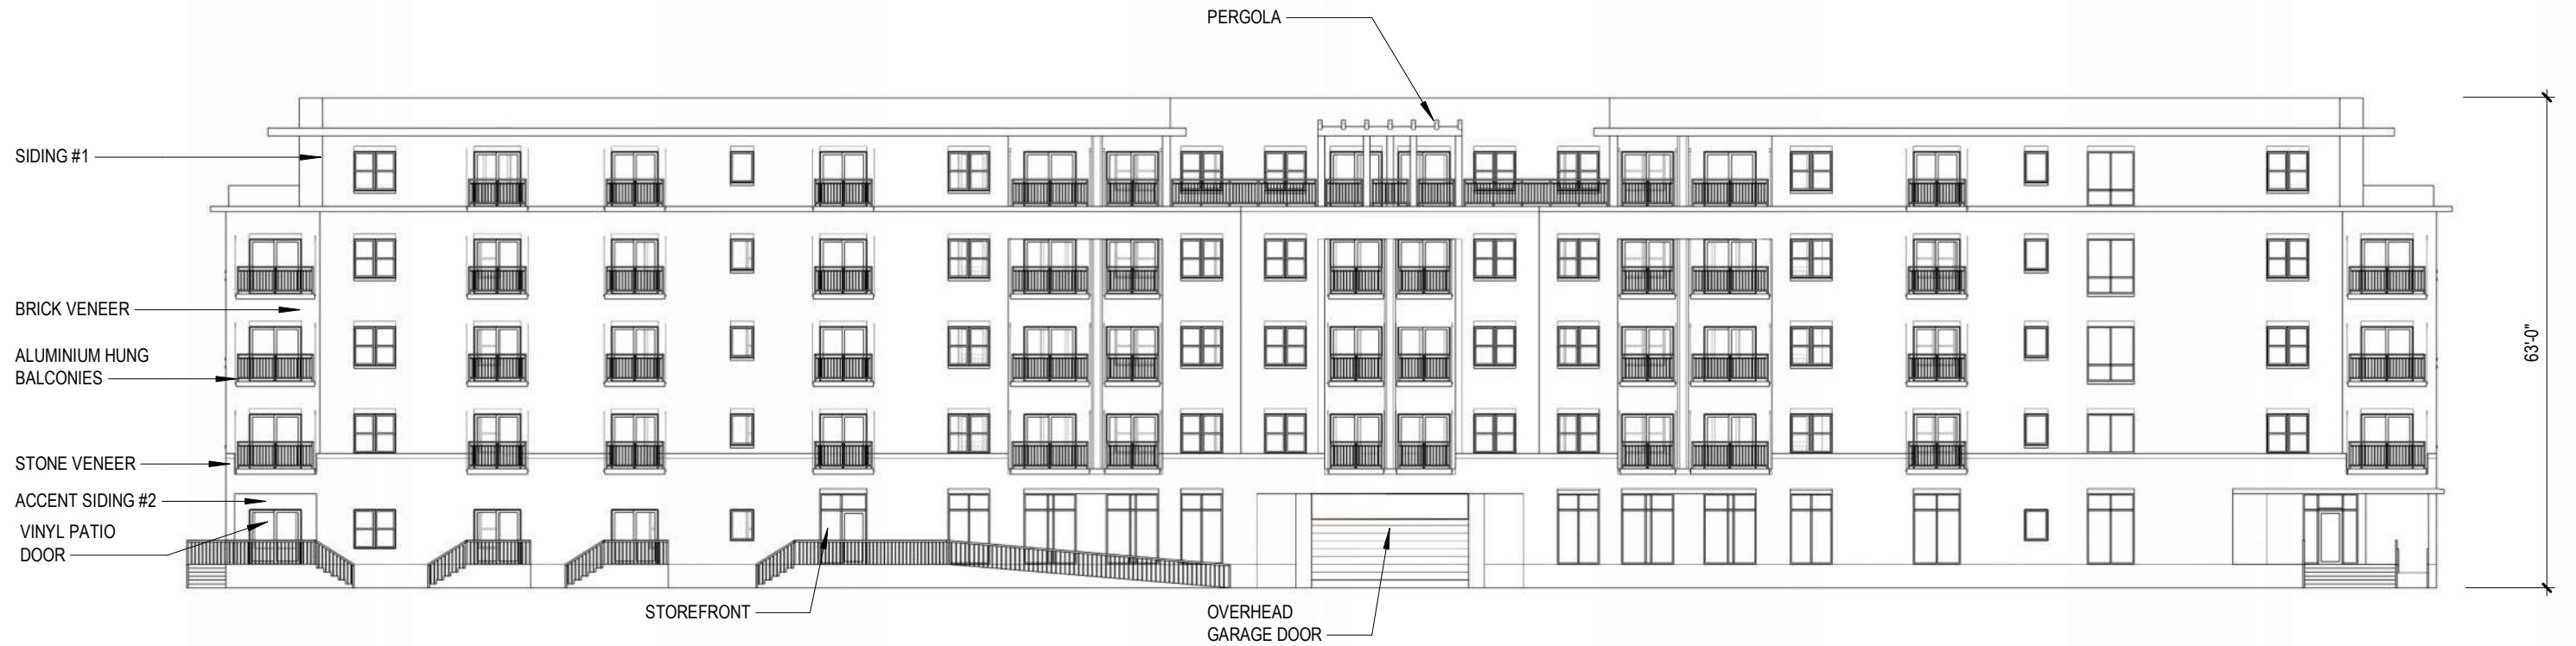 PERGOLA
SIDING #1
BRICK VENEER
ALUMINIUM HUNG
BALCONIES
63'-0"
STONE VENEER
ACCENT SIDING #2
VINYL PATIO
DOOR
STOREFRONT
OVERHEAD
GARAGE DOOR